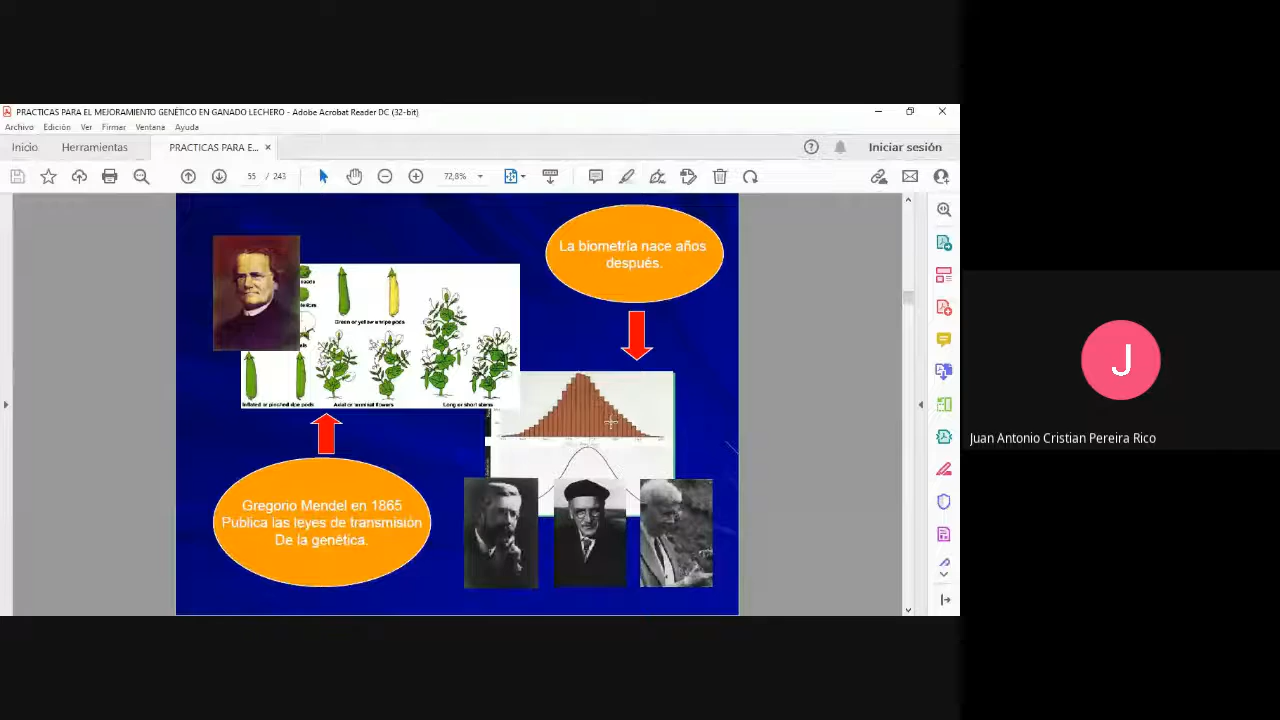 PRACTICAS PARA EL MEJORAMIENTO GENÉTICO EN GANADO LECHERO - Adobe Acrobat Reader DC (32-bit)
Archivo Edición Ver Firmar Ventana Ayuda
Inicio Herramientas PRACTICAS PARA E... × Iniciar sesión
55 / 243 72,8%
La biometría nace años
después.
Green or yellow unripe pods
Inflated or pinched ripe pods Axial or terminal flowers Long or short stems
Gregorio Mendel en 1865
Publica las leyes de transmisión
De la genética.
J
Juan Antonio Cristian Pereira Rico